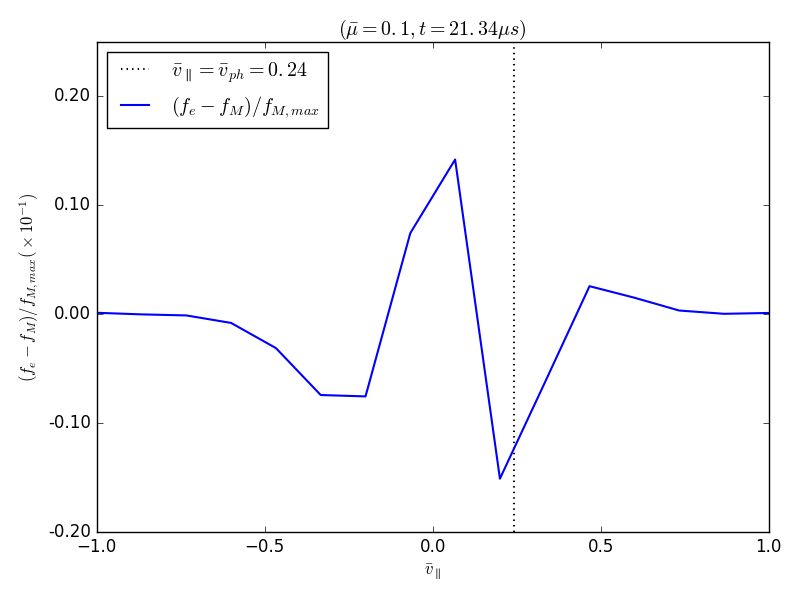 (μ̄ = 0.1, t = 21.34μs)
v̄∥ = v̄ph = 0.24
(fe − fM)/fM,max
(fe − fM)/fM,max(×10⁻¹)
0.20
0.10
0.00
-0.10
-0.20
−1.0 −0.5 0.0 0.5 1.0
v̄∥